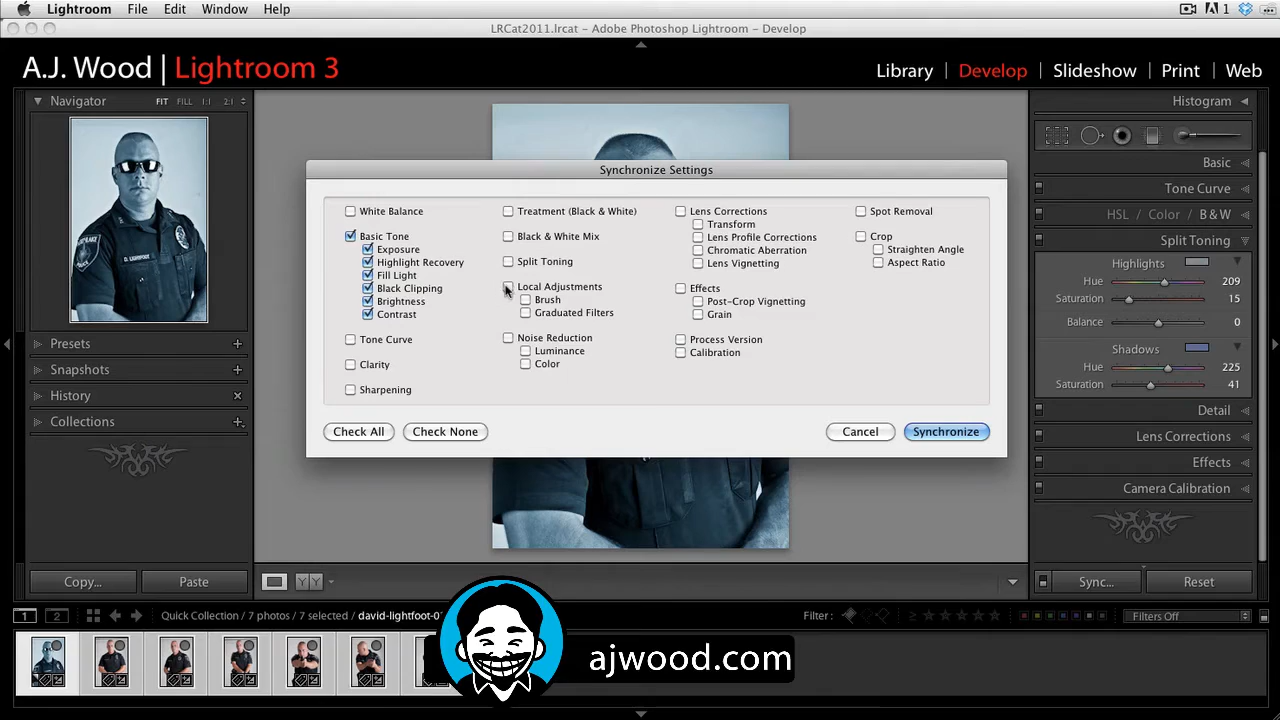 Lightroom File Edit Window Help 1
LRCat2011.lrcat - Adobe Photoshop Lightroom - Develop
A.J. Wood | Lightroom 3
Library | Develop | Slideshow | Print | Web
Navigator FIT FILL 1:1 2:1
Histogram
Basic
Tone Curve
HSL / Color / B & W
Split Toning
Highlights
Hue 209
Saturation 15
Balance 0
Shadows
Hue 225
Saturation 41
Detail
Lens Corrections
Effects
Camera Calibration
Presets
Snapshots
History
Collections
Synchronize Settings
White Balance
Basic Tone
Exposure
Highlight Recovery
Fill Light
Black Clipping
Brightness
Contrast
Tone Curve
Clarity
Sharpening
Treatment (Black & White)
Black & White Mix
Split Toning
Local Adjustments
Brush
Graduated Filters
Noise Reduction
Luminance
Color
Lens Corrections
Transform
Lens Profile Corrections
Chromatic Aberration
Lens Vignetting
Effects
Post-Crop Vignetting
Grain
Process Version
Calibration
Spot Removal
Crop
Straighten Angle
Aspect Ratio
Check All Check None Cancel Synchronize
Copy... Paste Y Y Sync... Reset
1 2 Quick Collection / 7 photos / 7 selected / david-lightfoot-0 Filter : Filters Off
ajwood.com